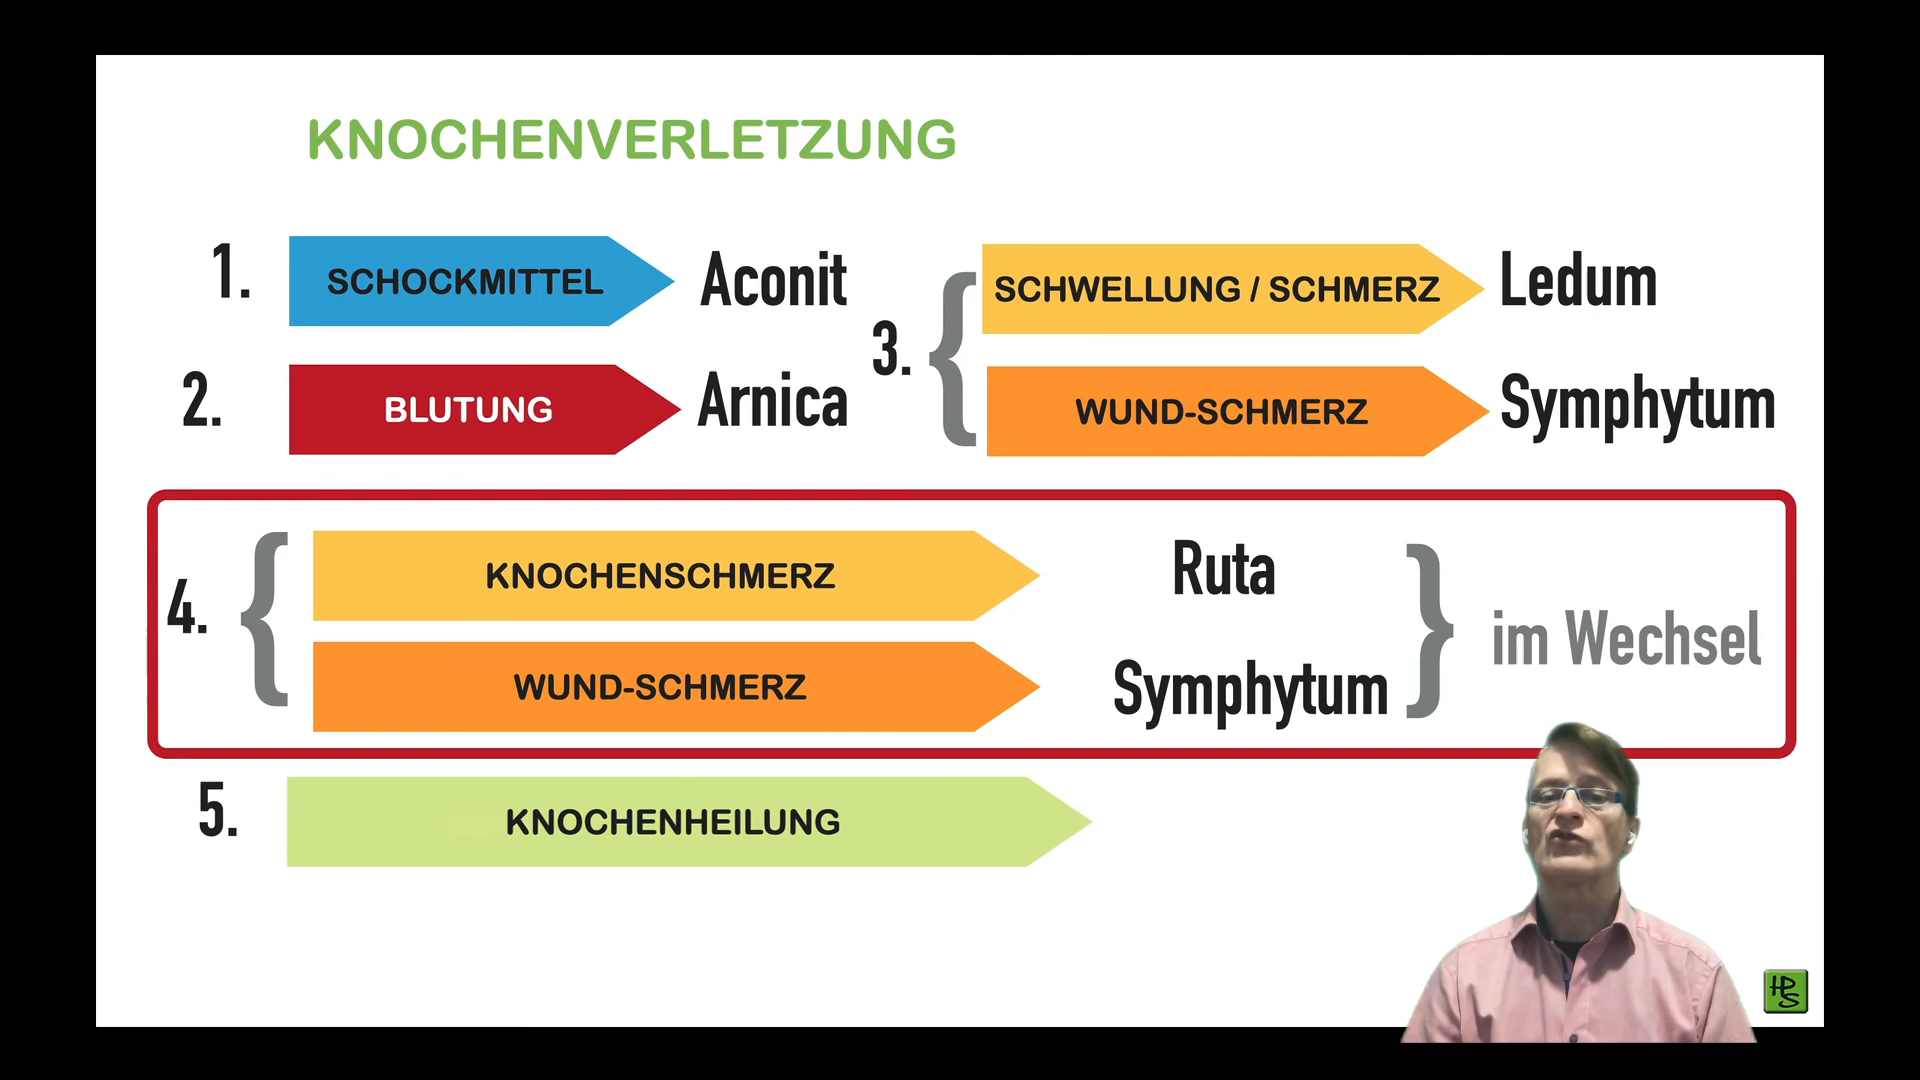 KNOCHENVERLETZUNG
1. SCHOCKMITTEL Aconit
2. BLUTUNG Arnica
3. { SCHWELLUNG / SCHMERZ Ledum
WUND-SCHMERZ Symphytum
4. { KNOCHENSCHMERZ Ruta
WUND-SCHMERZ Symphytum
} im Wechsel
5. KNOCHENHEILUNG
HPS